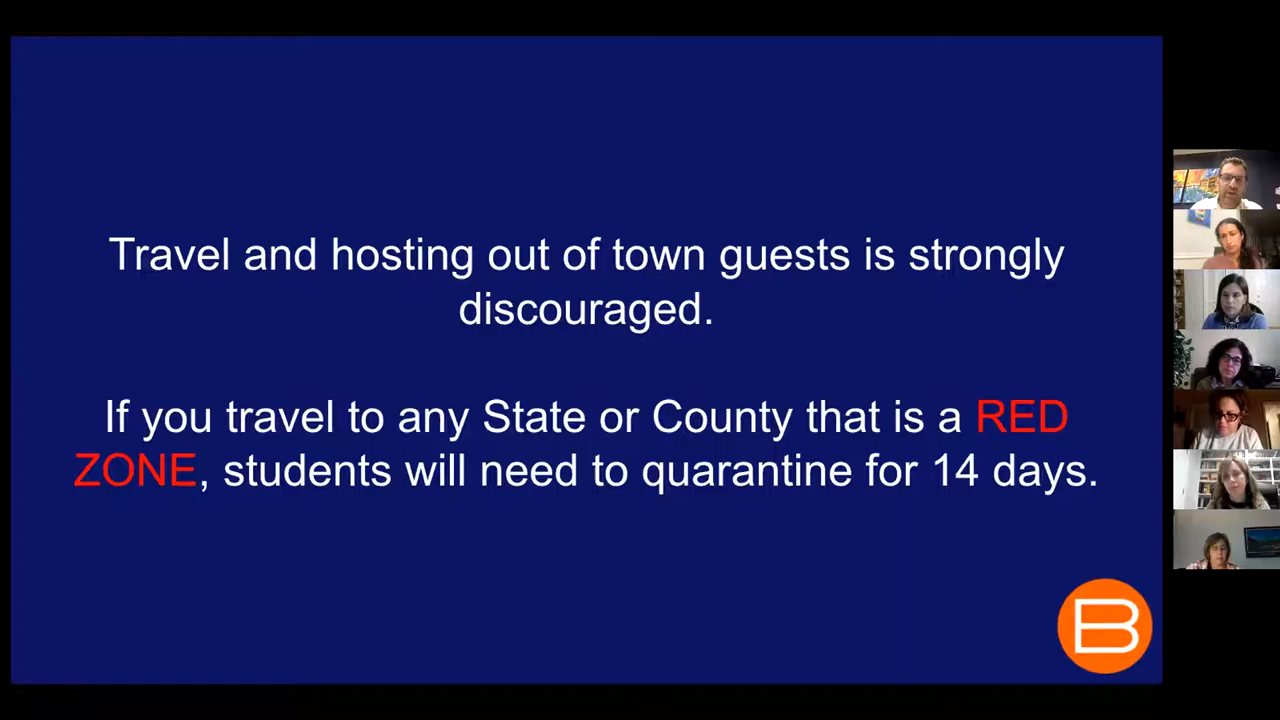 Travel and hosting out of town guests is strongly
discouraged.
If you travel to any State or County that is a RED
ZONE, students will need to quarantine for 14 days.
B